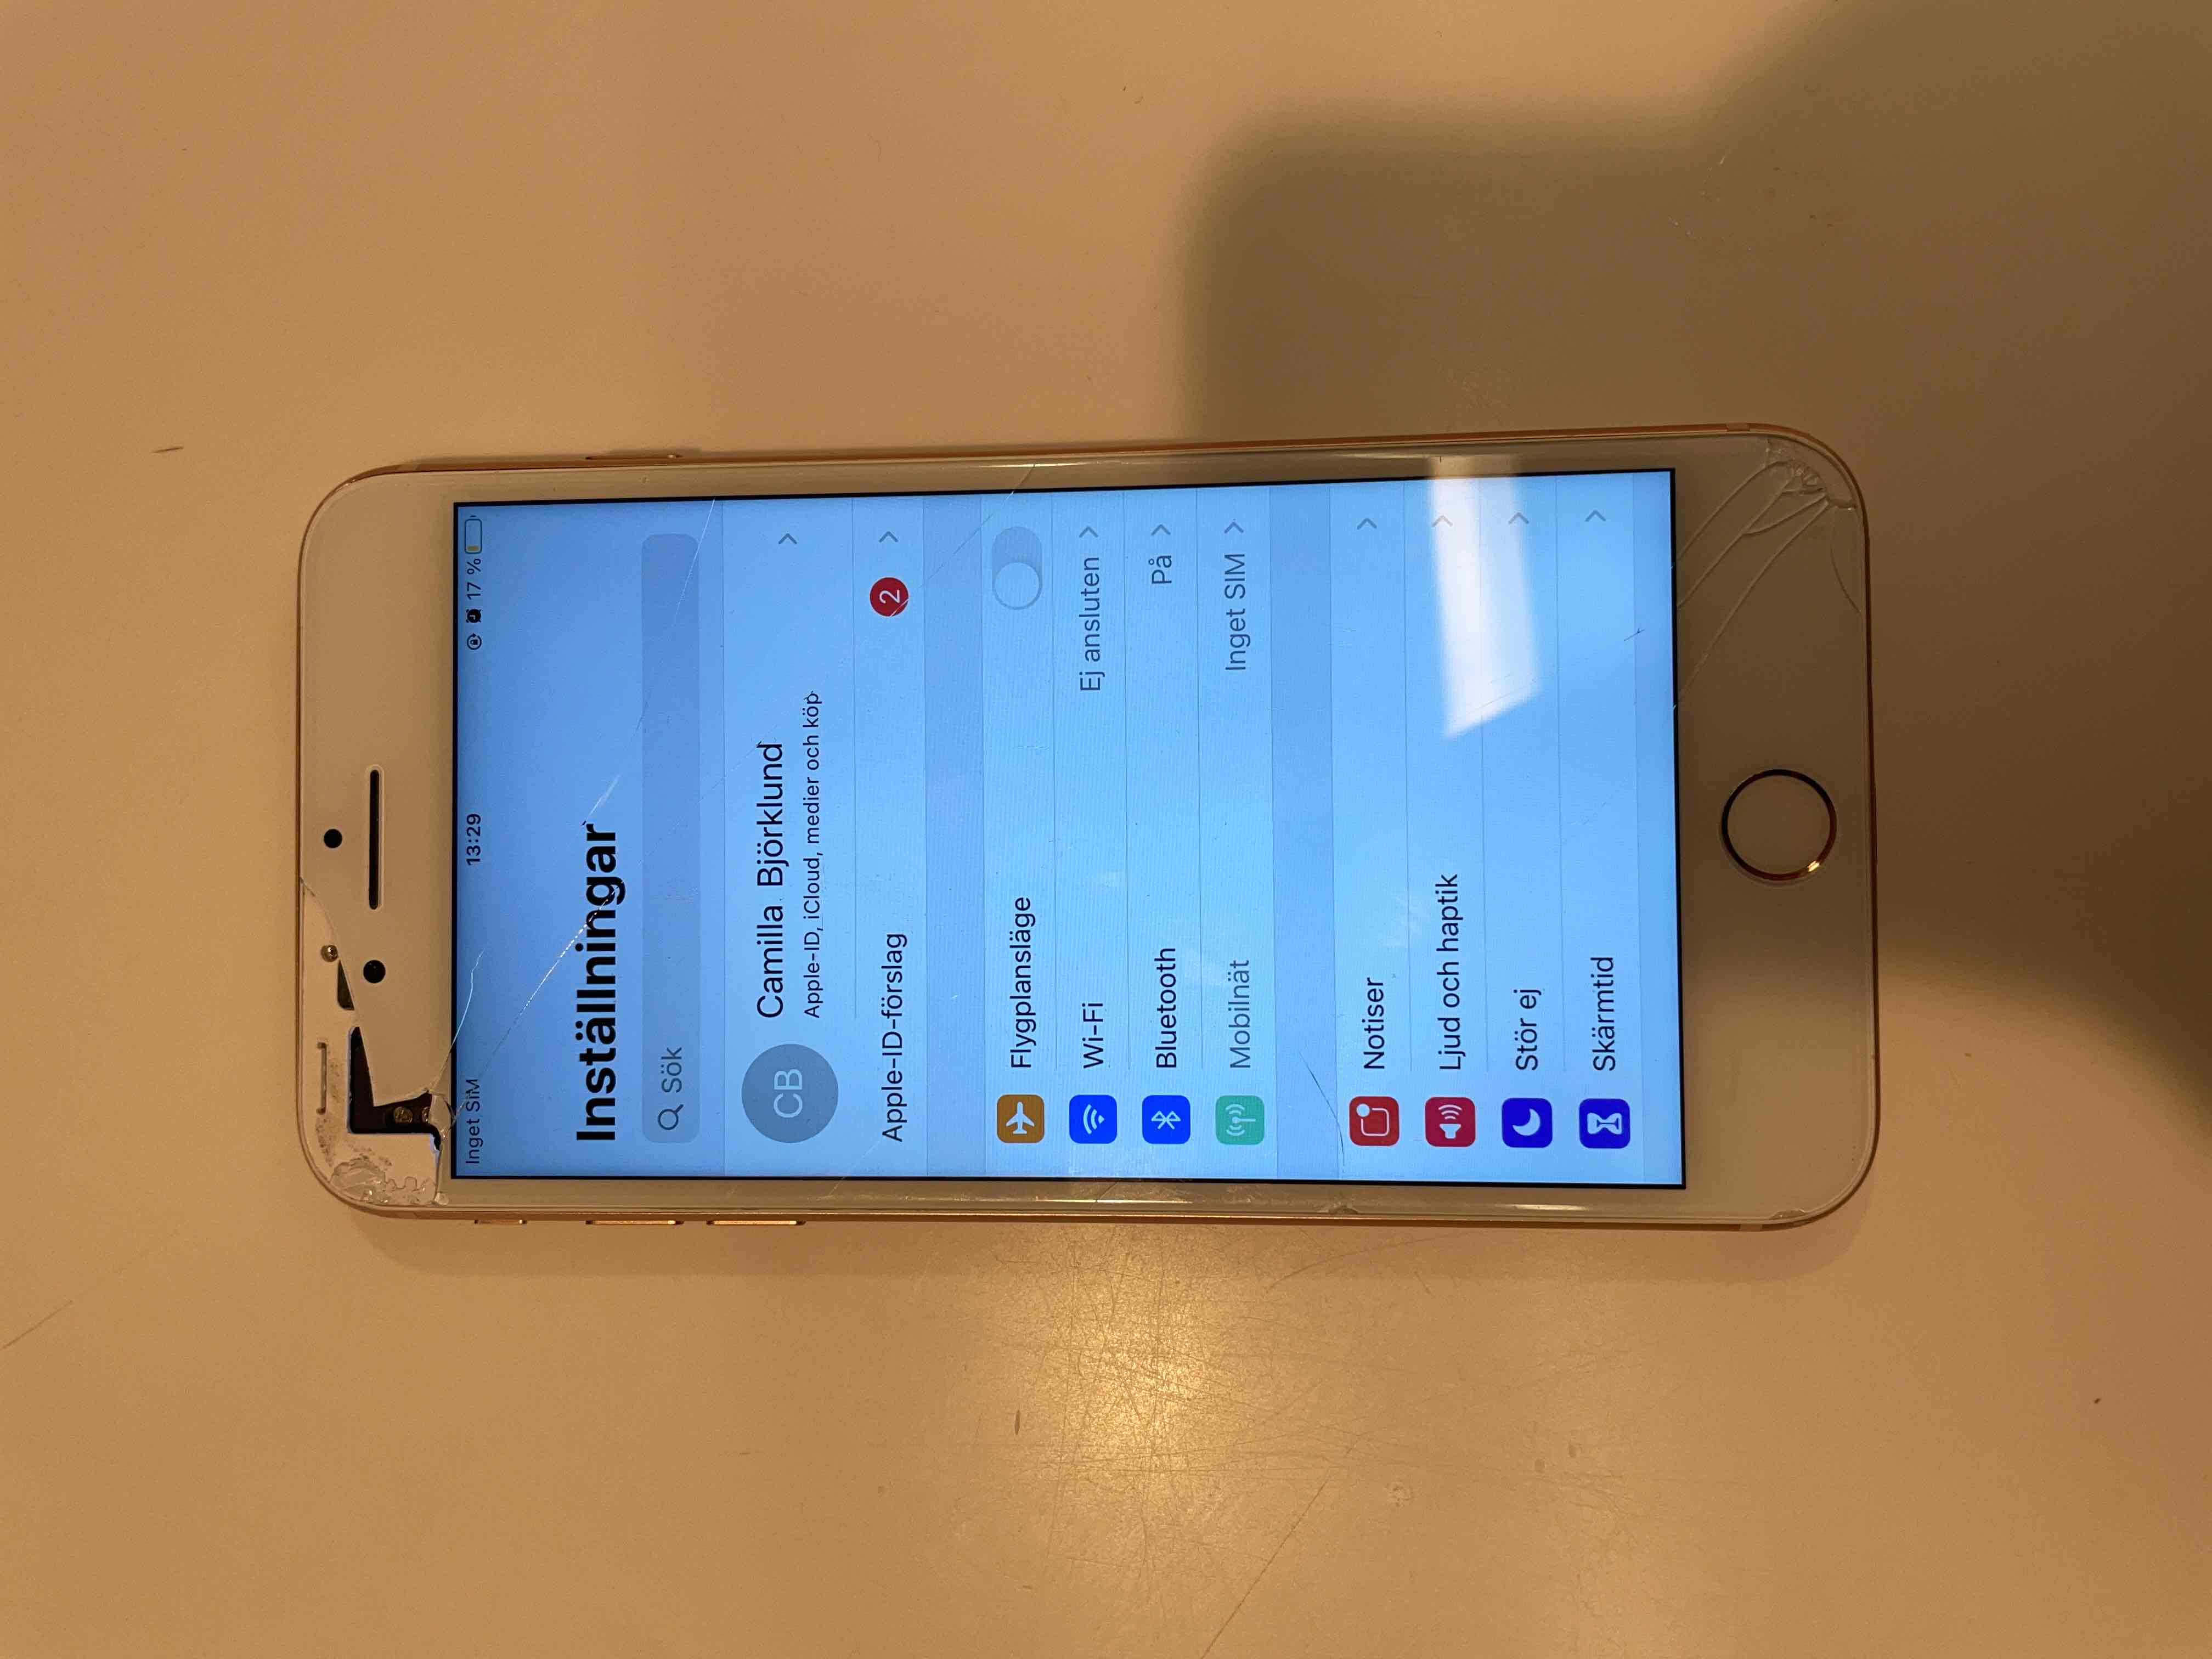 Inget SIM 13:29 17 %
Inställningar
Sök
CB
Camilla Björklund
Apple-ID, iCloud, medier och köp
Apple-ID-förslag 2
Flygplansläge
Wi-Fi Ej ansluten
Bluetooth På
Mobilnät Inget SIM
Notiser
Ljud och haptik
Stör ej
Skärmtid